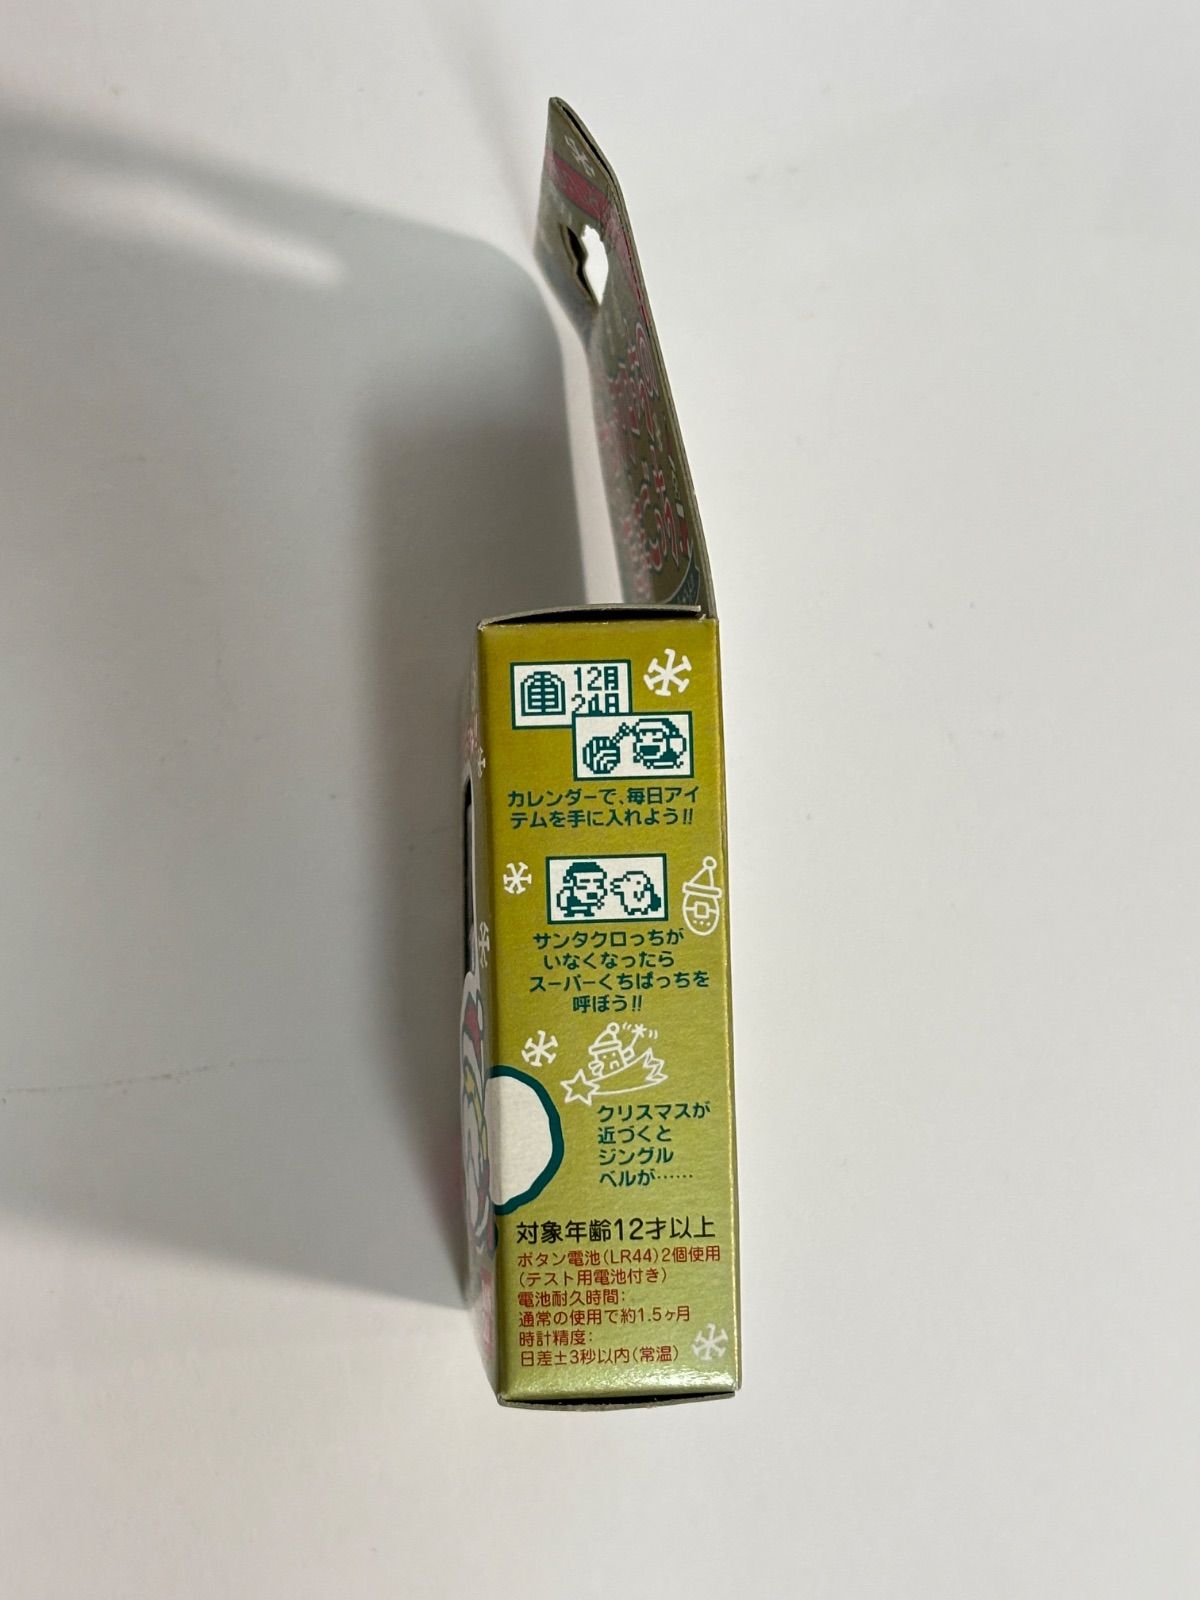 12月
24日
カレンダーで、毎日アイ
テムを手に入れよう!!
サンタクロっちが
いなくなったら
スーパーくちぱっちを
呼ぼう!!
クリスマスが
近づくと
ジングル
ベルが……
対象年齢12才以上
ボタン電池(LR44)2個使用
(テスト用電池付き)
電池耐久時間:
通常の使用で約1.5ヶ月
時計精度:
日差±3秒以内(常温)